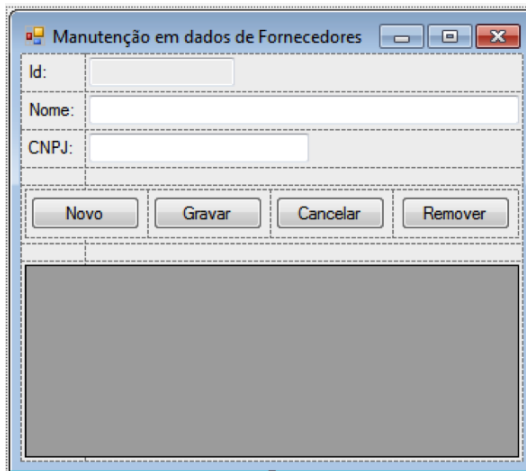 Manutenção em dados de Fornecedores
Id:
Nome:
CNPJ:
Novo Gravar Cancelar Remover